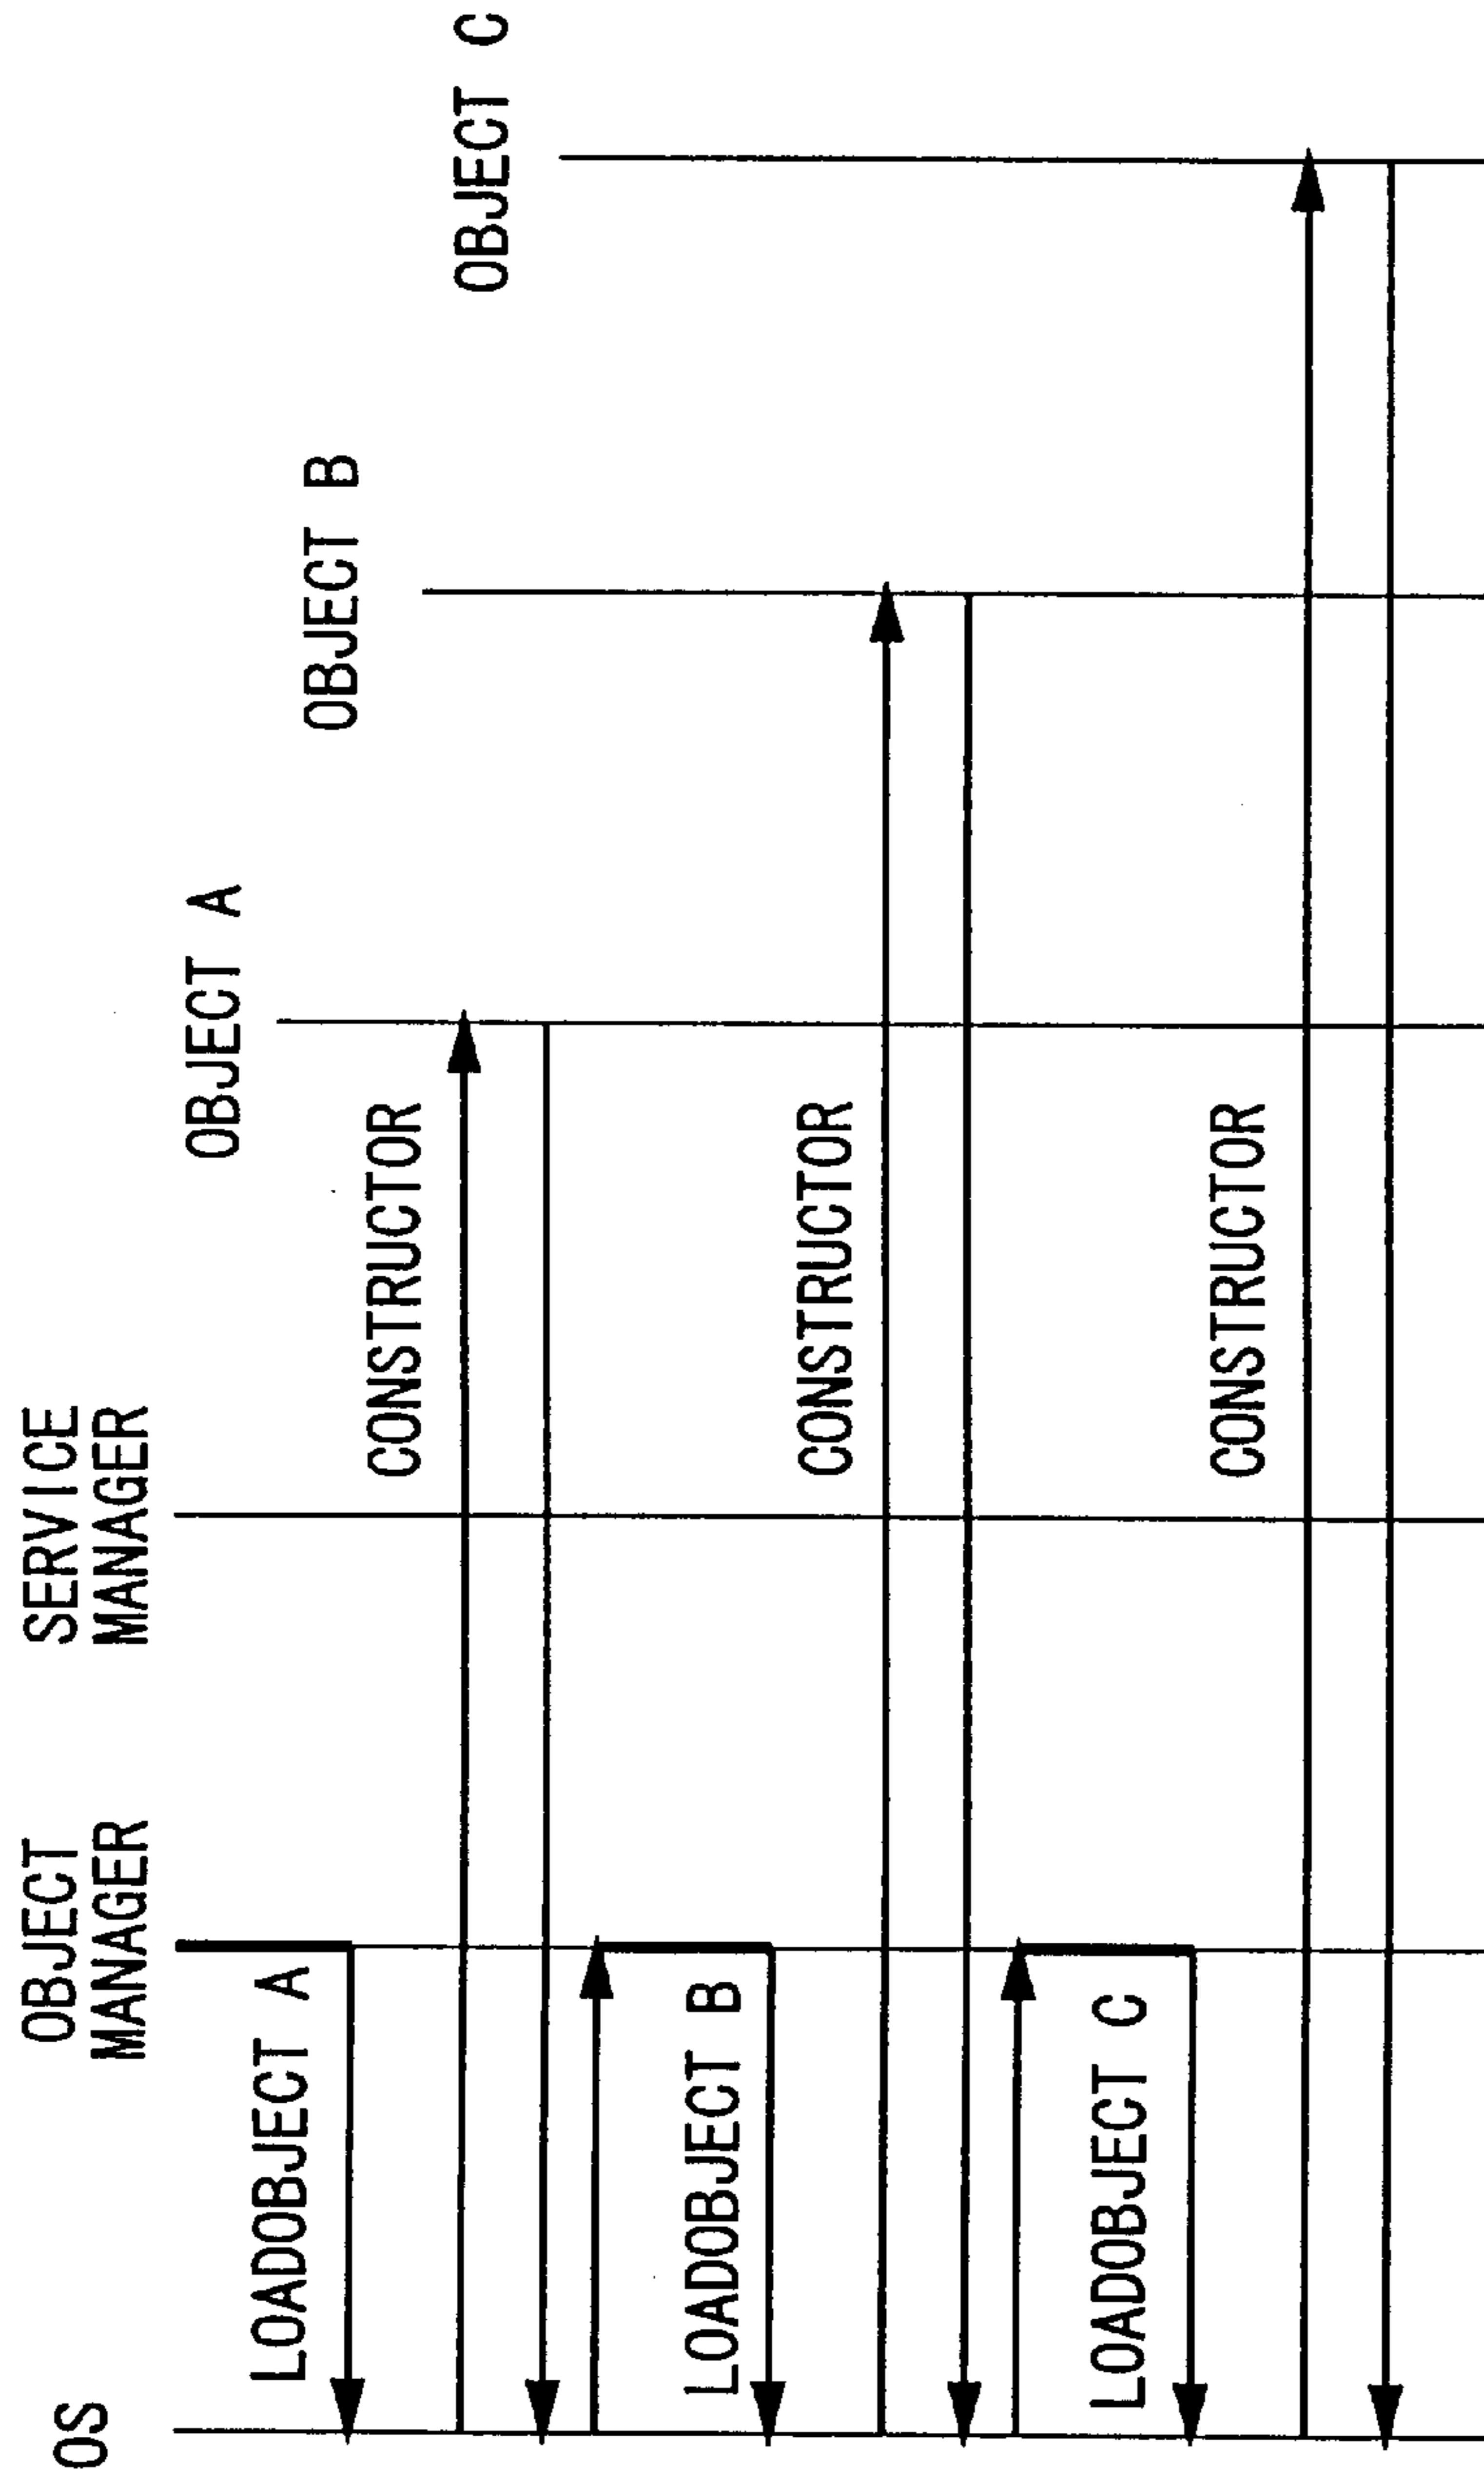 OS
OBJECT
MANAGER
SERVICE
MANAGER
OBJECT A
OBJECT B
OBJECT C
LOADOBJECT A
CONSTRUCTOR
LOADOBJECT B
CONSTRUCTOR
LOADOBJECT C
CONSTRUCTOR